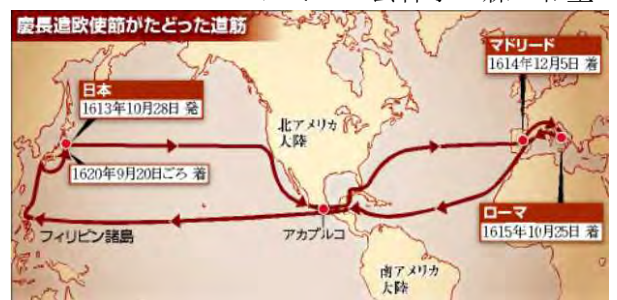 慶長遣欧使節がたどった道筋
マドリード
1614年12月5日 着
日本
1613年10月28日 発
北アメリカ
大陸
1620年9月20日ごろ 着
ローマ
1615年10月25日 着
フィリピン諸島
アカプルコ
南アメリカ
大陸